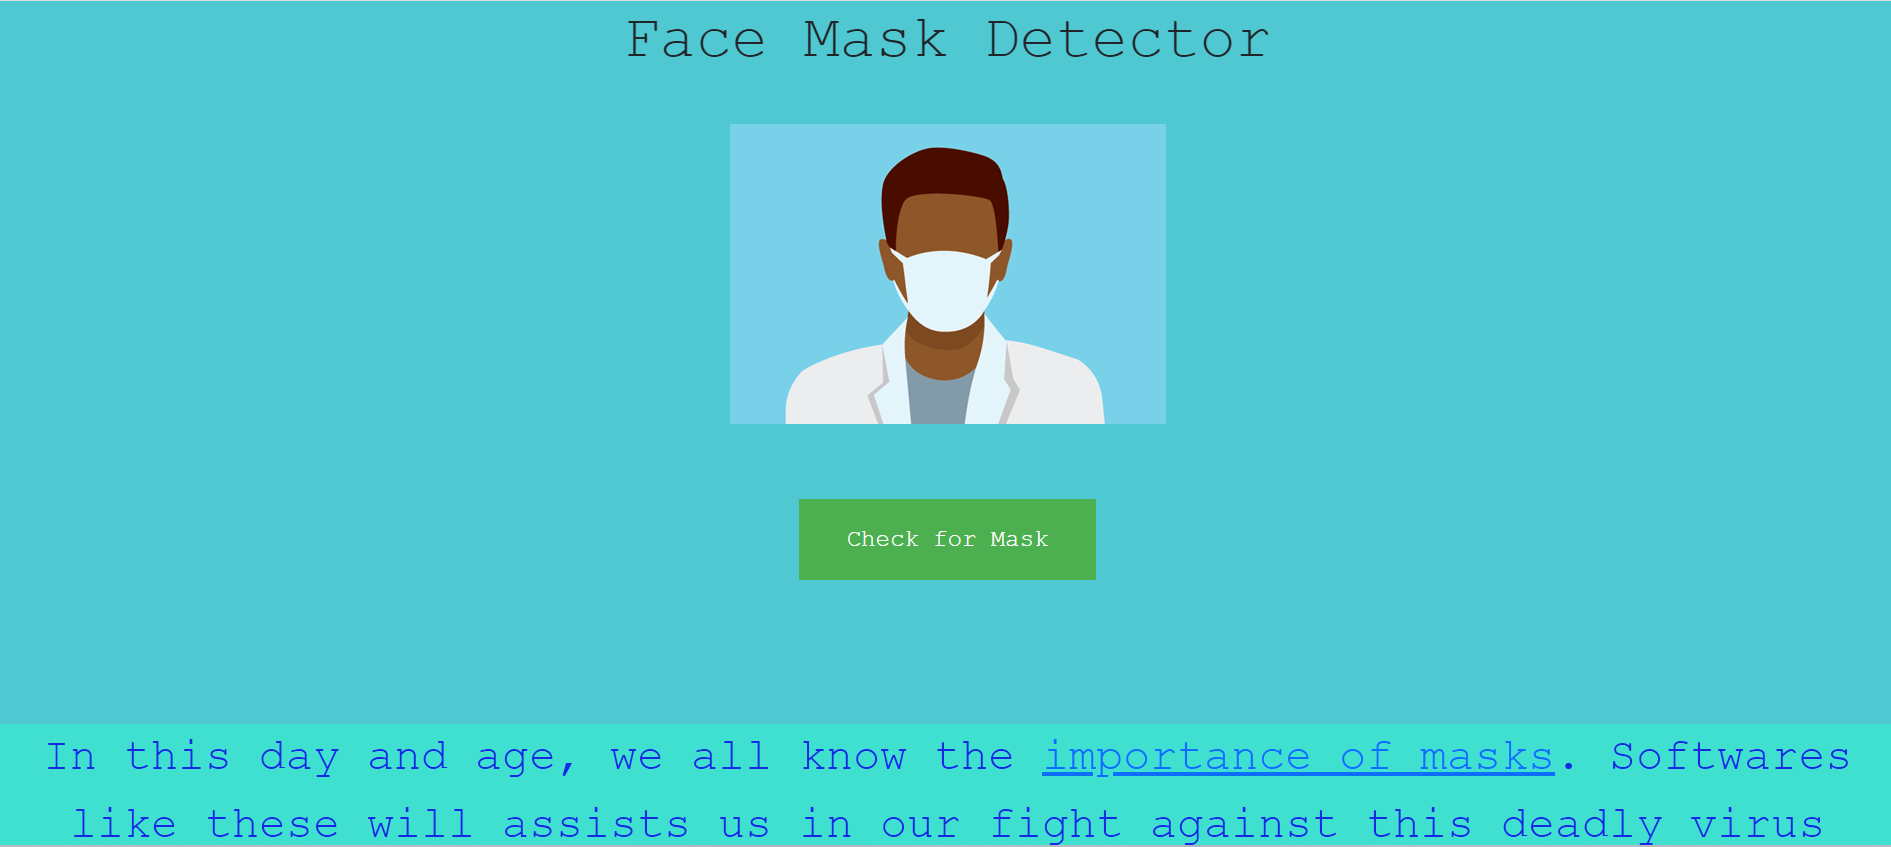 Face Mask Detector
Check for Mask
In this day and age, we all know the importance of masks. Softwares
like these will assists us in our fight against this deadly virus